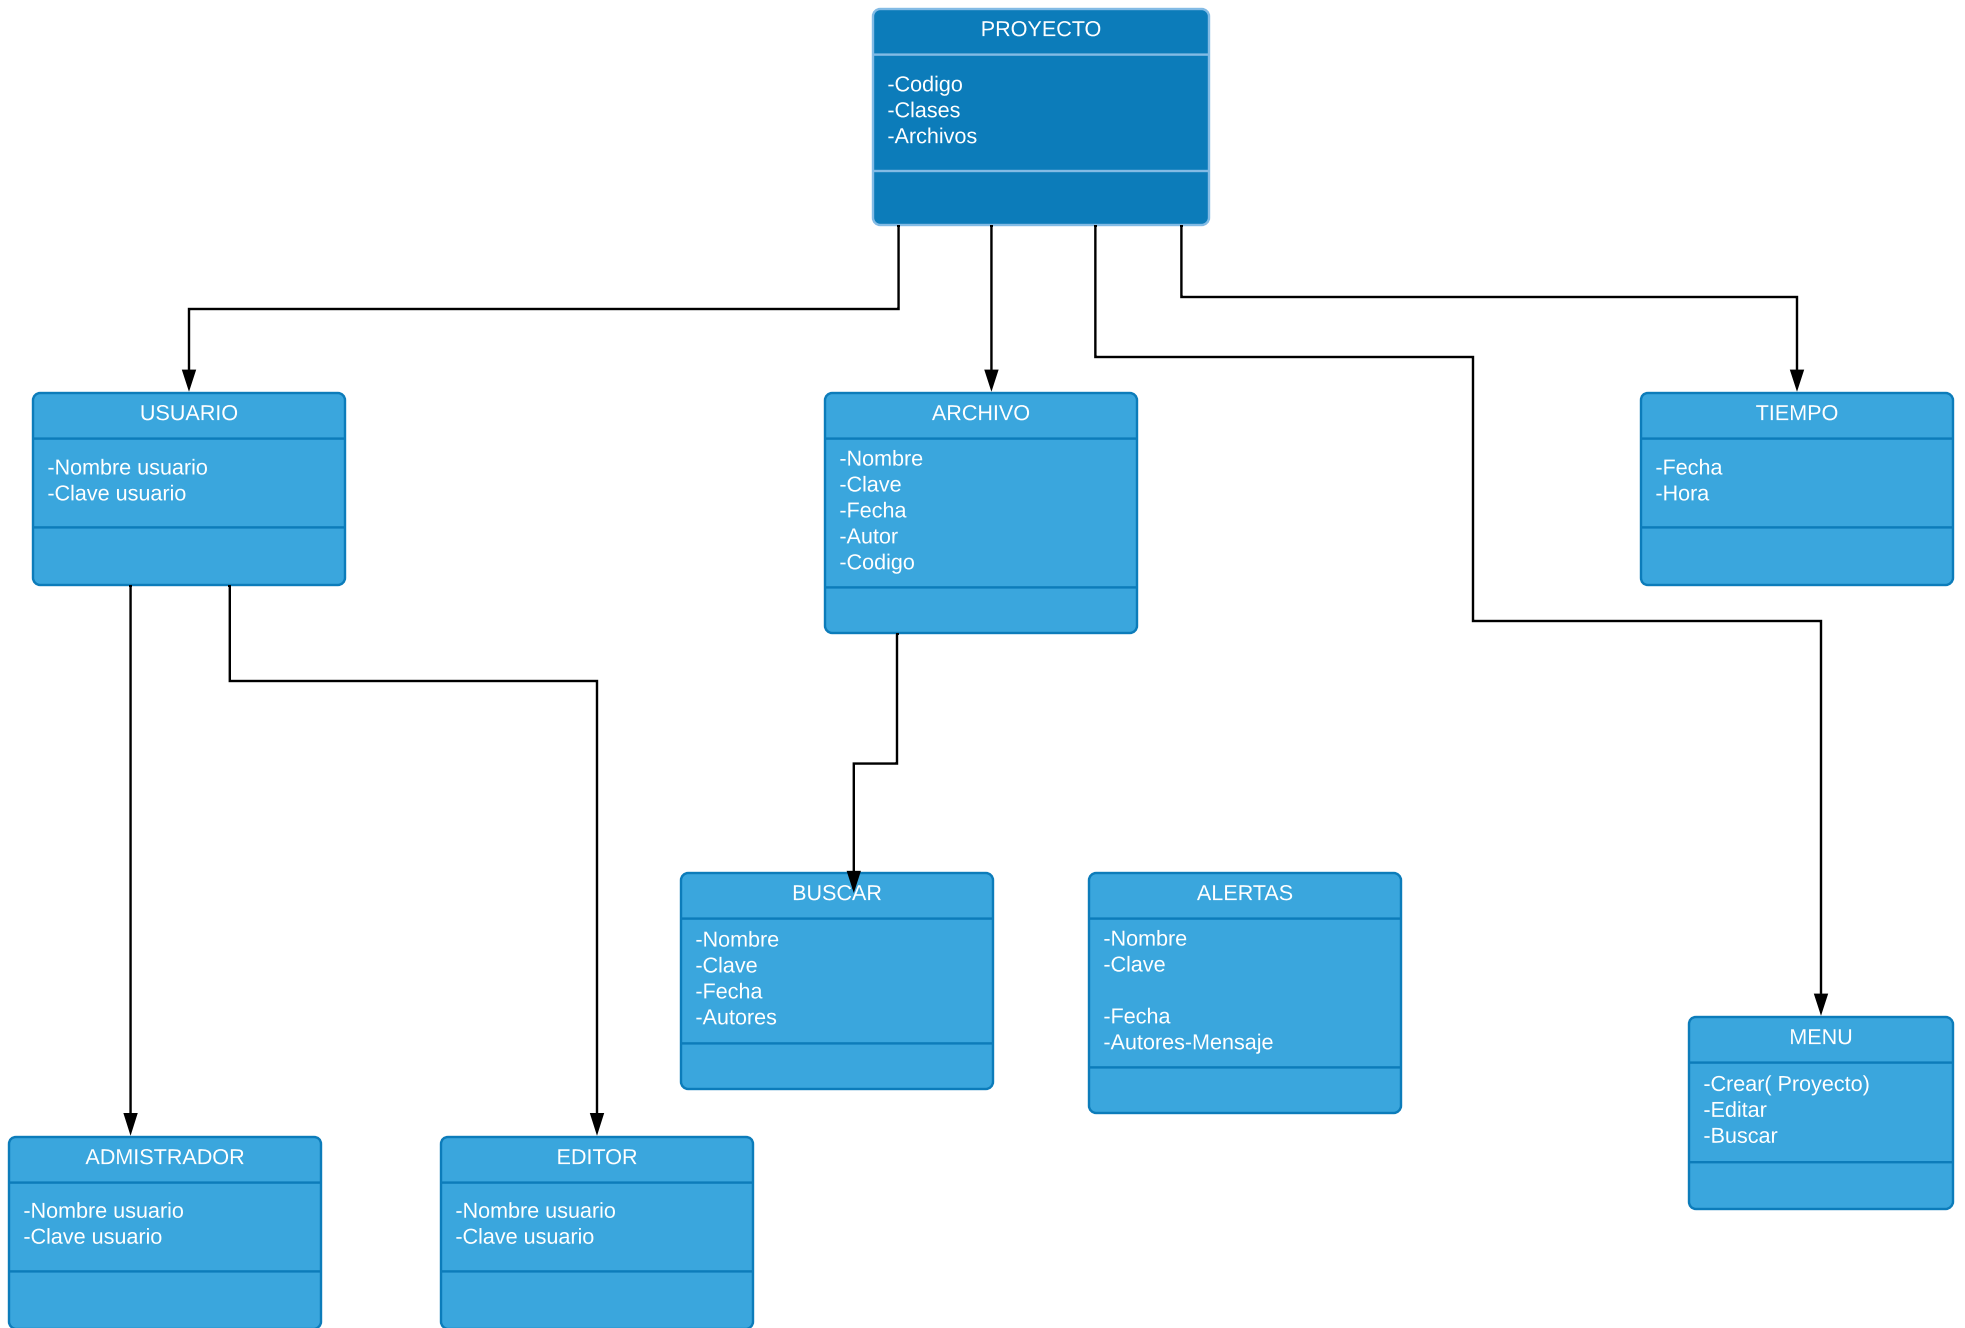 PROYECTO
-Codigo
-Clases
-Archivos
USUARIO
-Nombre usuario
-Clave usuario
ARCHIVO
-Nombre
-Clave
-Fecha
-Autor
-Codigo
TIEMPO
-Fecha
-Hora
BUSCAR
-Nombre
-Clave
-Fecha
-Autores
ALERTAS
-Nombre
-Clave
-Fecha
-Autores-Mensaje
MENU
-Crear( Proyecto)
-Editar
-Buscar
ADMISTRADOR
-Nombre usuario
-Clave usuario
EDITOR
-Nombre usuario
-Clave usuario